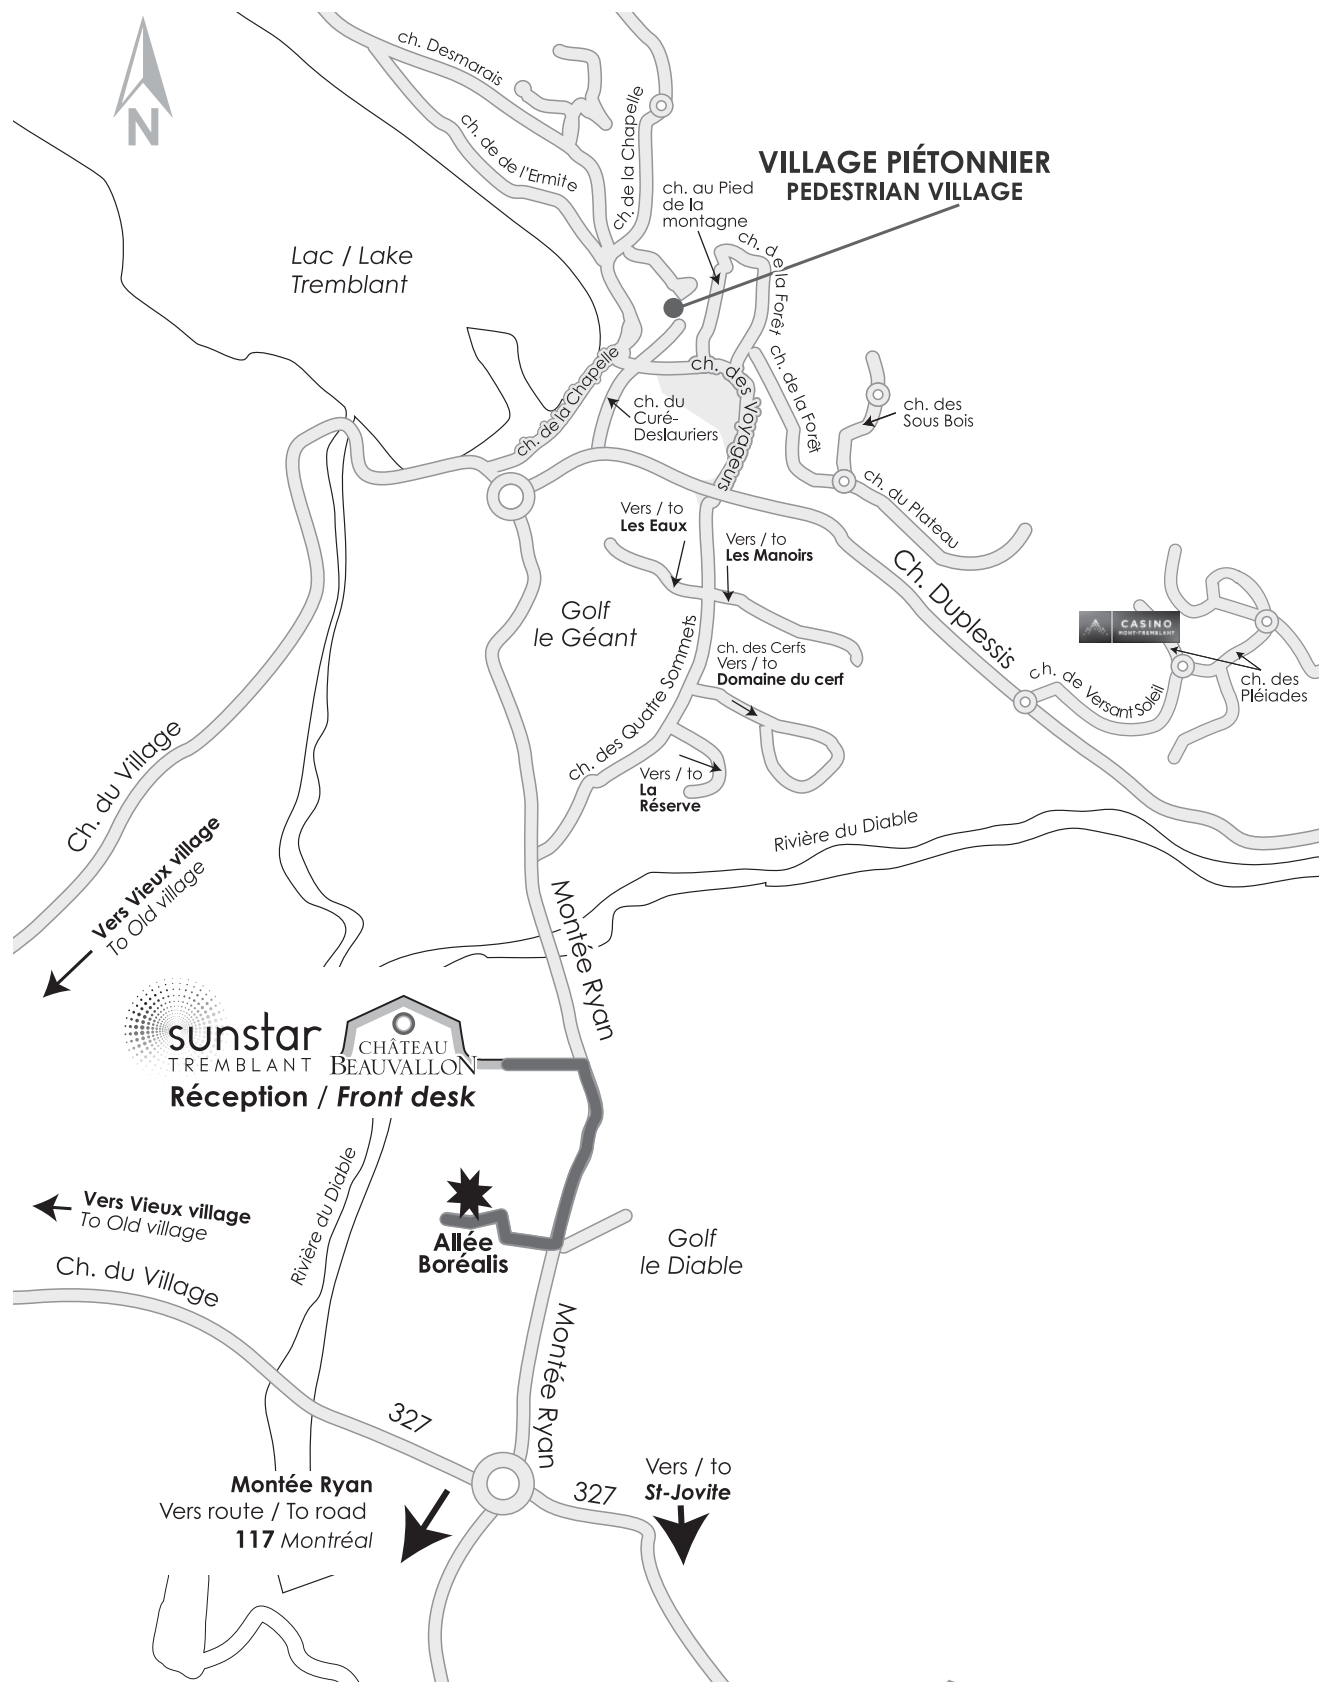 ch. Desmarais
ch. de de l'Ermite
ch. de la Chapelle
N
VILLAGE PIÉTONNIER
PEDESTRIAN VILLAGE
ch. au Pied
de la
montagne
ch. de la Forêt
Lac / Lake
Tremblant
ch. de la Chapelle
ch. des Voyageurs
ch. de la Forêt
ch. du
Curé-
Deslauriers
ch. des
Sous Bois
ch. du Plateau
Vers / to
Les Eaux
Vers / to
Les Manoirs
Ch. Duplessis
Golf
le Géant
CASINO
MONT-TREMBLANT
ch. des Cerfs
Vers / to
Domaine du cerf
ch. des Quatre Sommets
ch. de Versant Soleil
ch. des
Pléiades
Vers / to
La
Réserve
Ch. du Village
Rivière du Diable
Vers Vieux village
To Old village
Montée Ryan
sunstar
TREMBLANT
CHÂTEAU
BEAUVALLON
Réception / Front desk
Rivière du Diable
Vers Vieux village
To Old village
Allée
Boréalis
Golf
le Diable
Ch. du Village
Montée Ryan
327
Montée Ryan
Vers route / To road
117 Montréal
327
Vers / to
St-Jovite